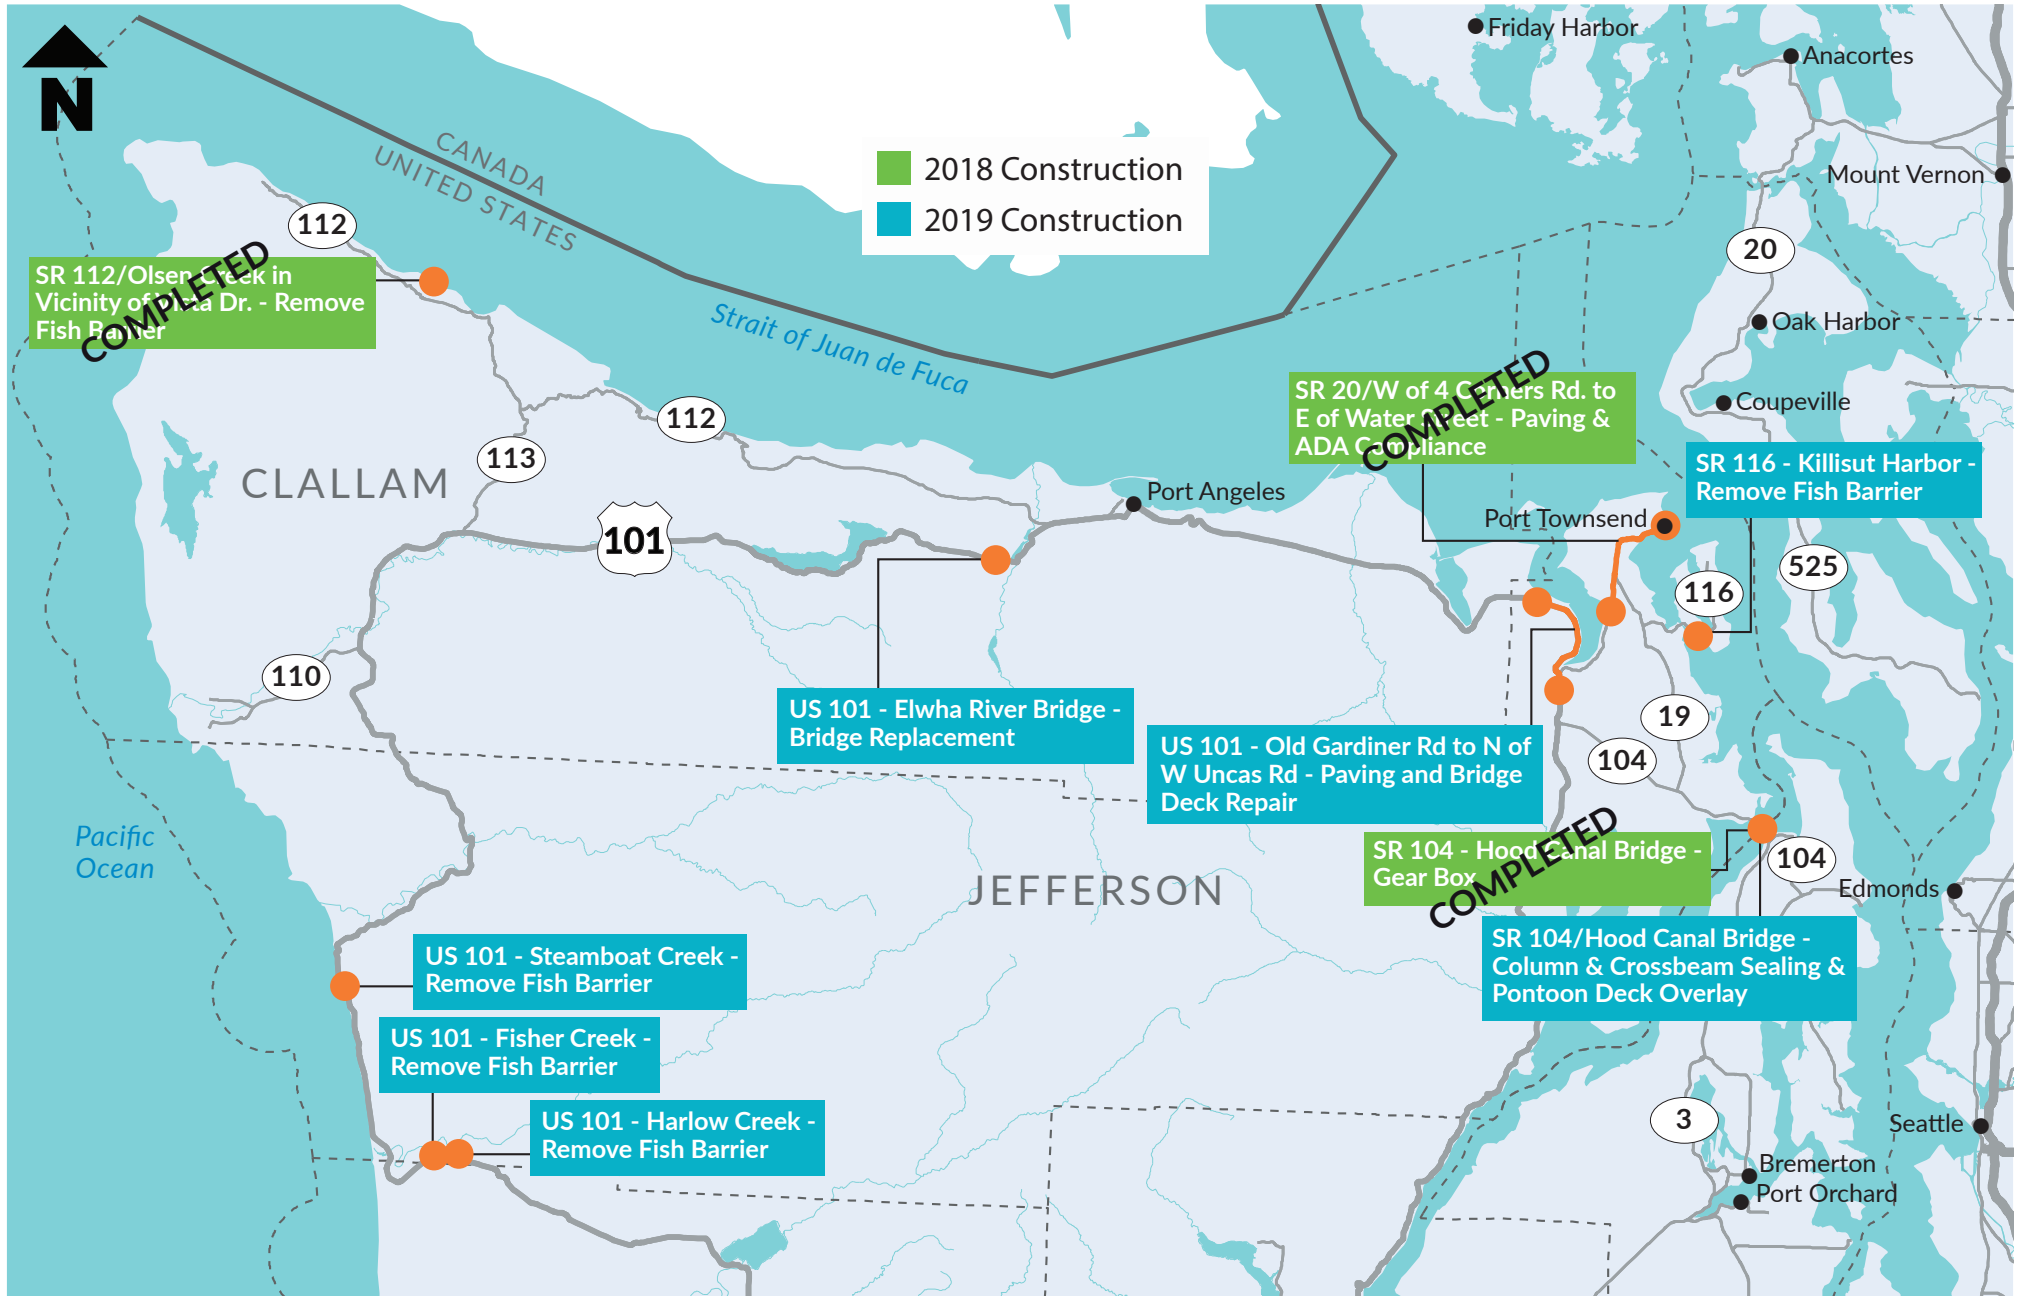 Friday Harbor
Anacortes
N
CANADA
UNITED STATES
2018 Construction
2019 Construction
Mount Vernon
112
20
SR 112/Olsen Creek in
Vicinity of Vista Dr. - Remove
Fish Barrier
COMPLETED
Strait of Juan de Fuca
Oak Harbor
SR 20/W of 4 Corners Rd. to
E of Water Street - Paving &
ADA Compliance
COMPLETED
Coupeville
112
113
CLALLAM
SR 116 - Killisut Harbor -
Remove Fish Barrier
Port Angeles
Port Townsend
101
525
116
110
US 101 - Elwha River Bridge -
Bridge Replacement
19
US 101 - Old Gardiner Rd to N of
W Uncas Rd - Paving and Bridge
Deck Repair
104
Pacific
Ocean
SR 104 - Hood Canal Bridge -
Gear Box
COMPLETED
104
JEFFERSON
Edmonds
US 101 - Steamboat Creek -
Remove Fish Barrier
SR 104/Hood Canal Bridge -
Column & Crossbeam Sealing &
Pontoon Deck Overlay
US 101 - Fisher Creek -
Remove Fish Barrier
US 101 - Harlow Creek -
Remove Fish Barrier
3
Seattle
Bremerton
Port Orchard